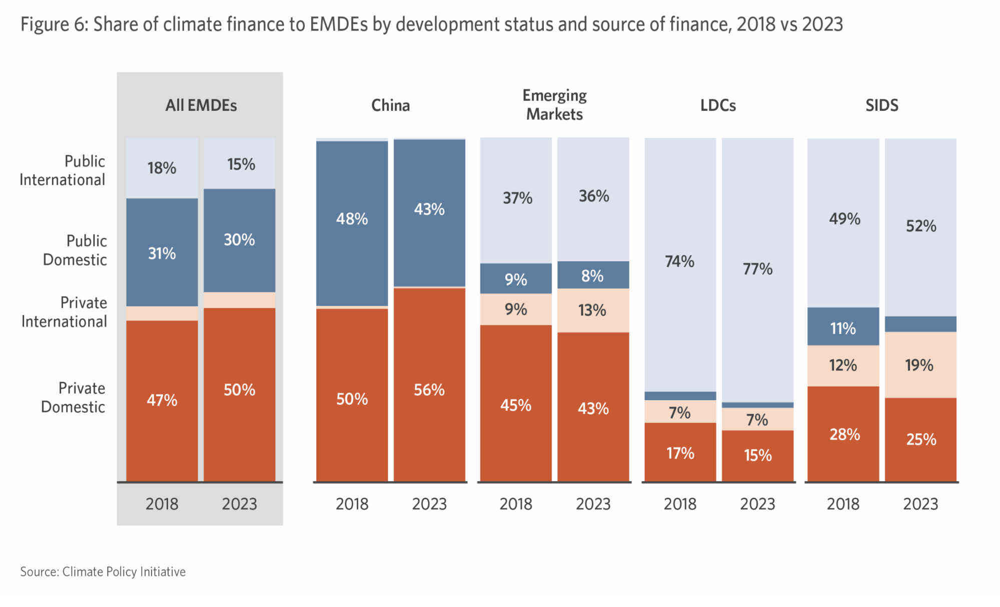 Figure 6: Share of climate finance to EMDEs by development status and source of finance, 2018 vs 2023
All EMDEs
China
Emerging
Markets
LDCs
SIDS
Public
International
Public
Domestic
Private
International
Private
Domestic
18%
31%
47%
15%
30%
50%
48%
50%
43%
56%
37%
9%
9%
45%
36%
8%
13%
43%
74%
7%
17%
77%
7%
15%
49%
11%
12%
28%
52%
19%
25%
2018
2023
2018
2023
2018
2023
2018
2023
2018
2023
Source: Climate Policy Initiative